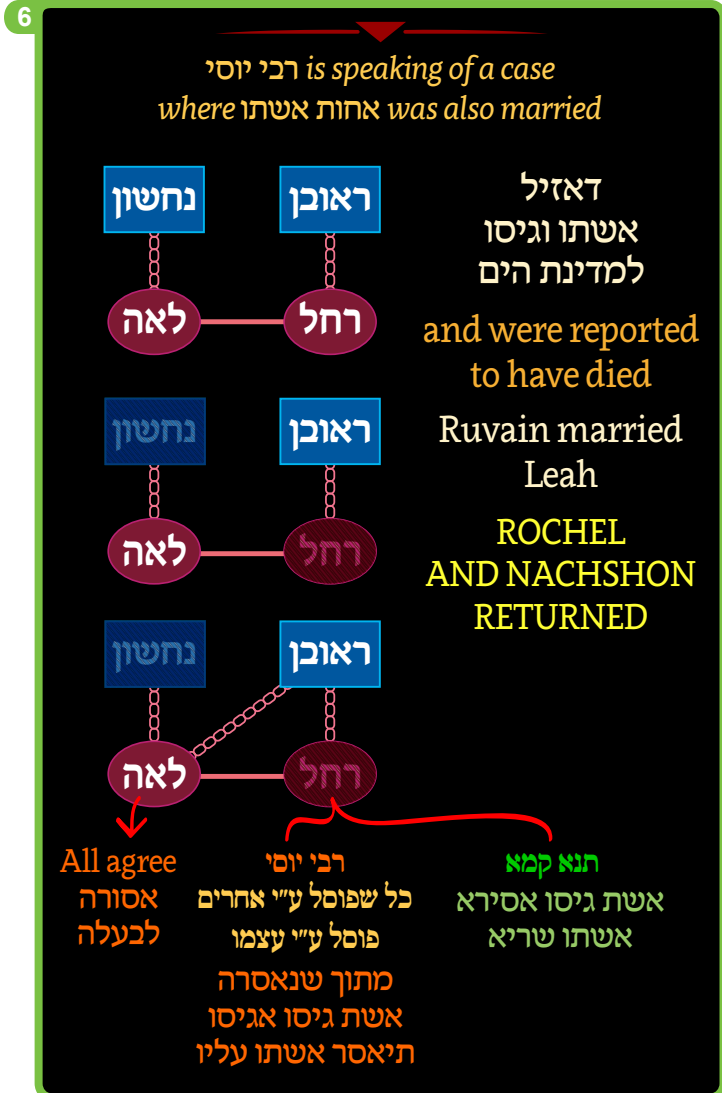 6
רבי יוסי is speaking of a case
where אחות אשתו was also married
נחשון
ראובן
לאה
רחל
דאזיל
אשתו וגיסו
למדינת הים
and were reported
to have died
נחשון
ראובן
לאה
רחל
Ruvain married
Leah
ROCHEL
AND NACHSHON
RETURNED
נחשון
ראובן
לאה
רחל
All agree
אסורה
לבעלה
רבי יוסי
כל שפוסל ע״י אחרים
פוסל ע״י עצמו
מתוך שנאסרה
אשת גיסו אגיסו
תיאסר אשתו עליו
תנא קמא
אשת גיסו אסירא
אשתו שריא